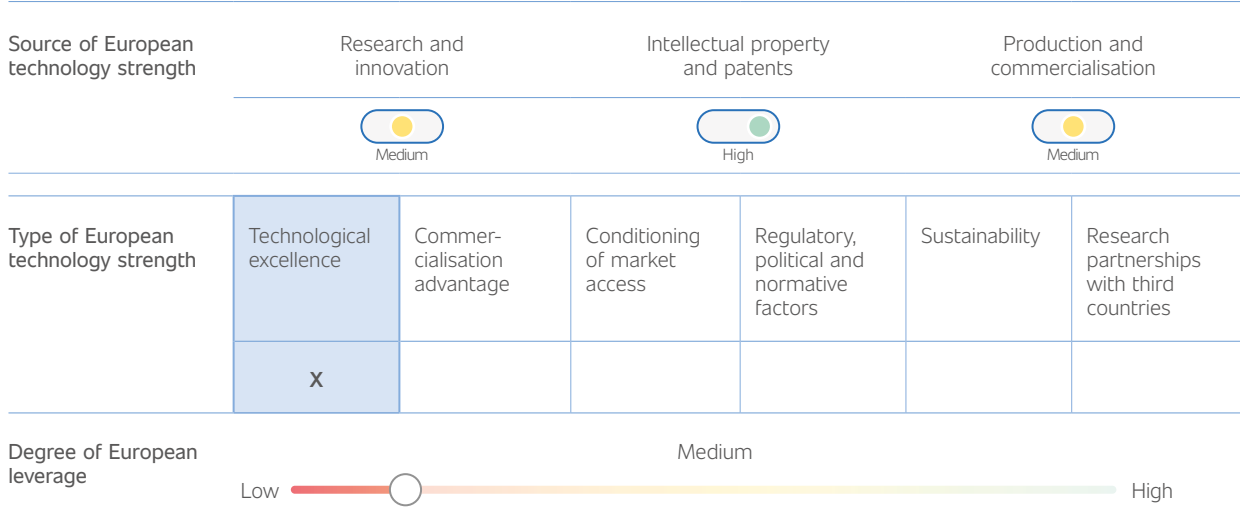 Source of European
technology strength
Research and
innovation
Intellectual property
and patents
Production and
commercialisation
Medium
High
Medium
Type of European
technology strength
Technological
excellence
Commer-
cialisation
advantage
Conditioning
of market
access
Regulatory,
political and
normative
factors
Sustainability
Research
partnerships
with third
countries
X
Degree of European
leverage
Medium
Low
High